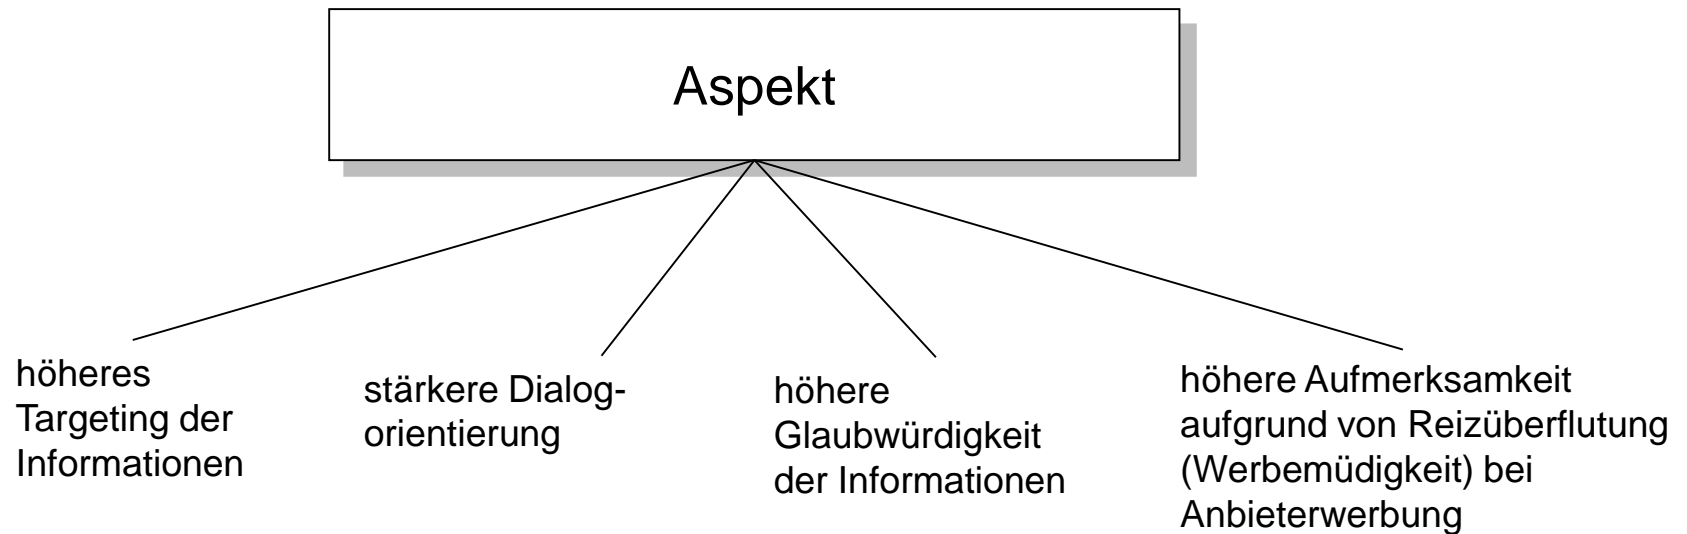 Aspekt
höheres
Targeting der
Informationen
stärkere Dialog-
orientierung
höhere
Glaubwürdigkeit
der Informationen
höhere Aufmerksamkeit
aufgrund von Reizüberflutung
(Werbemüdigkeit) bei
Anbieterwerbung